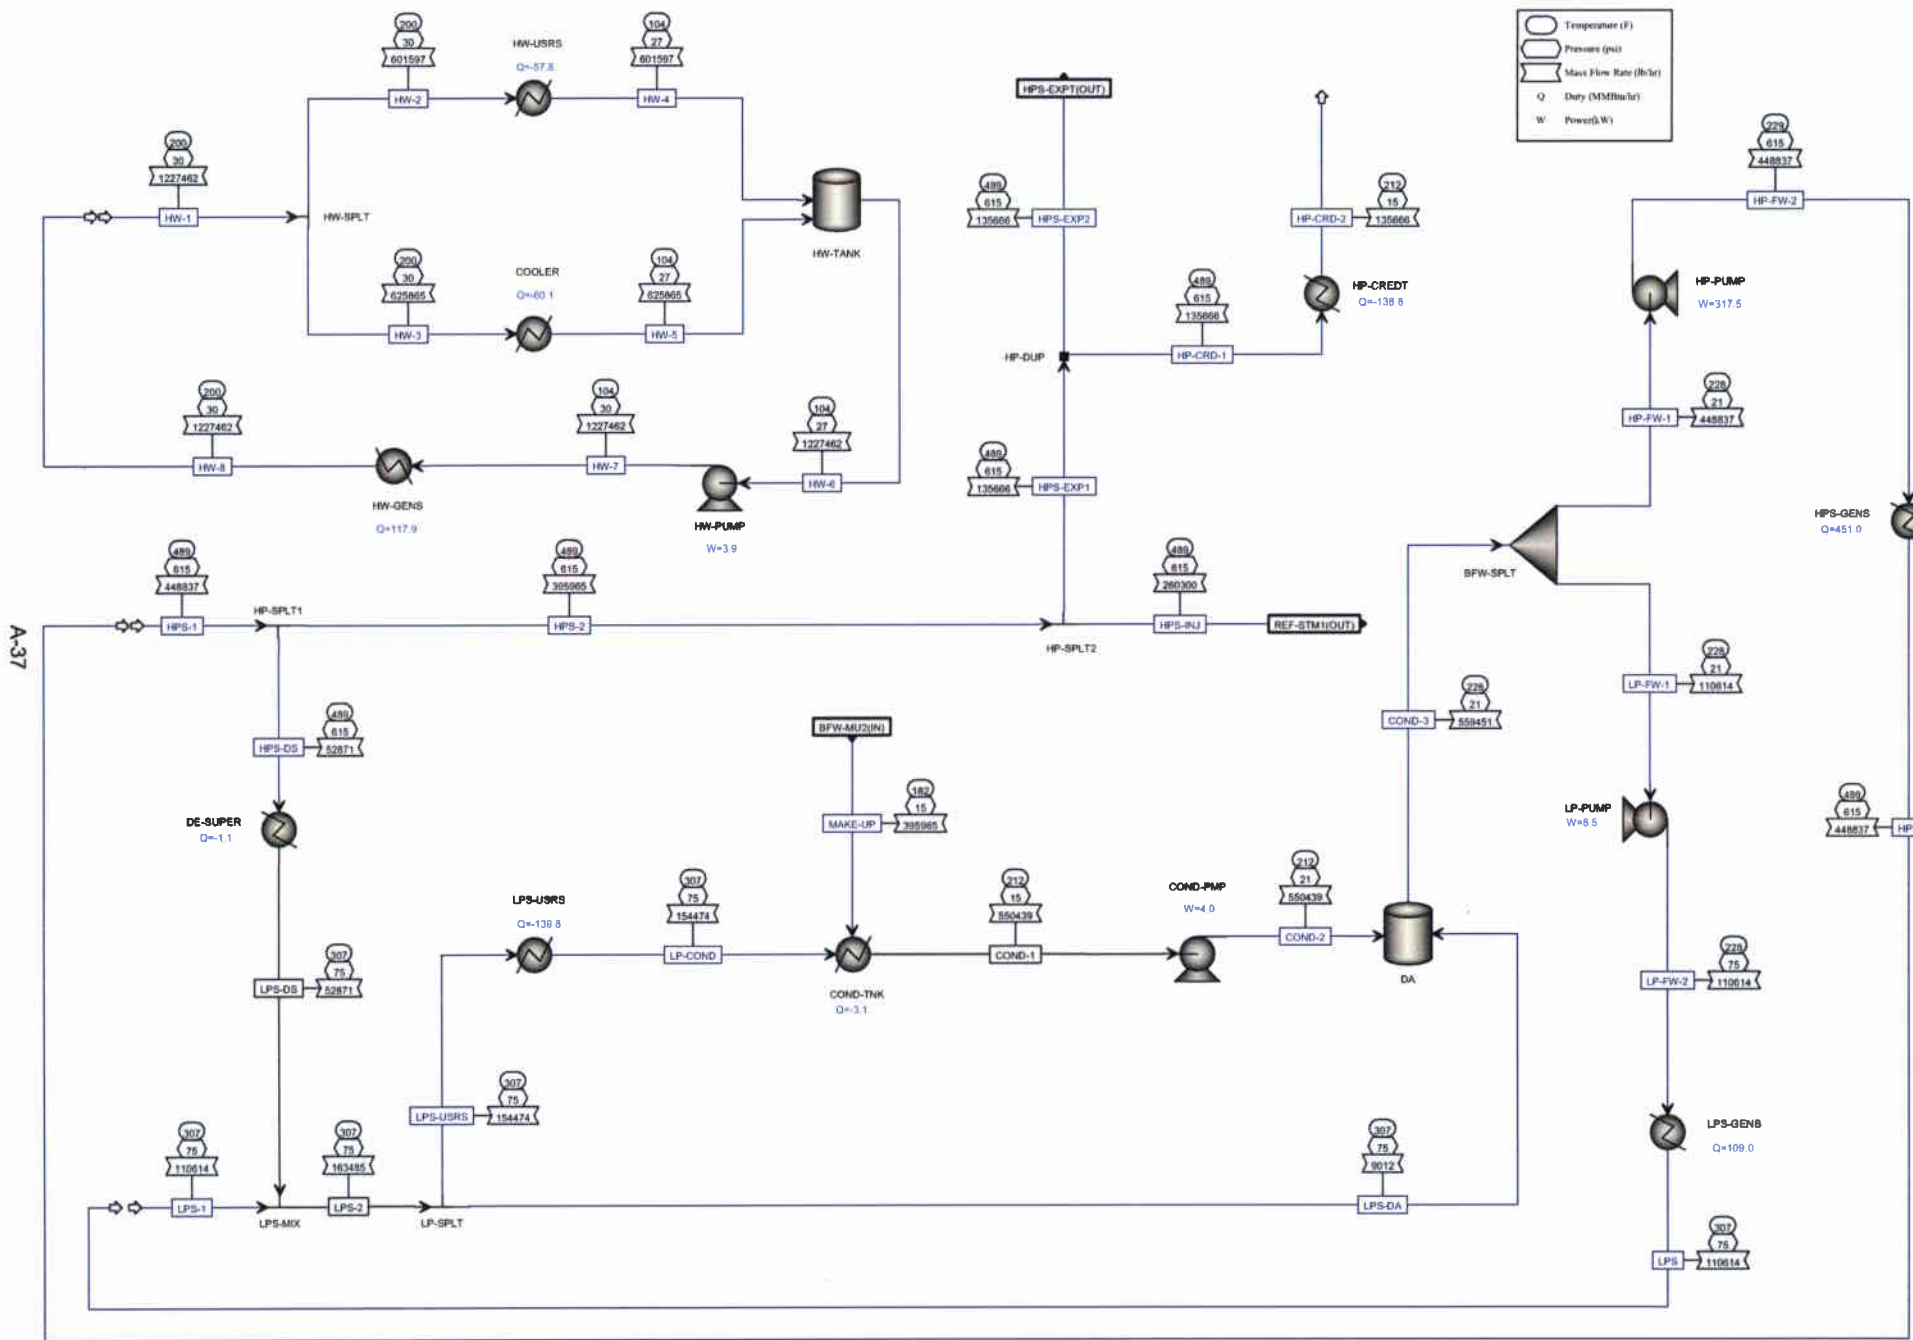 Temperature (F)
Pressure (psi)
Mass Flow Rate (lb/hr)
Q Duty (MMBtu/hr)
W Power(kW)
200
30
601597
HW-2
HW-USRS
Q=-57.8
104
27
601597
HW-4
200
30
1227462
HW-1
HW-SPLT
HW-TANK
200
30
625865
HW-3
COOLER
Q=-60.1
104
27
625865
HW-5
200
30
1227462
HW-8
HW-GENS
Q=117.9
104
30
1227462
HW-7
HW-PUMP
W=3.9
104
27
1227462
HW-6
HPS-EXPT(OUT)
489
615
135666
HPS-EXP2
212
15
135666
HP-CRD-2
HP-CREDT
Q=-138.8
489
615
135666
HP-CRD-1
HP-DUP
489
615
135666
HPS-EXP1
229
615
448837
HP-FW-2
HP-PUMP
W=317.5
228
21
448837
HP-FW-1
HPS-GENS
Q=451.0
BFW-SPLT
489
615
448837
HPS-1
HP-SPLT1
489
615
395965
HPS-2
HP-SPLT2
489
615
260300
HPS-INJ
REF-STM1(OUT)
A-37
489
615
52871
HPS-DS
DE-SUPER
Q=-1.1
307
75
52871
LPS-DS
BFW-MU2(IN)
182
15
395965
MAKE-UP
228
21
559451
COND-3
228
21
110614
LP-FW-1
LP-PUMP
W=8.5
489
615
448837
HP
LPS-USRS
Q=-139.8
307
75
154474
LP-COND
COND-TNK
Q=-3.1
212
15
550439
COND-1
COND-PMP
W=4.0
212
21
550439
COND-2
DA
228
75
110614
LP-FW-2
LPS-GENS
Q=109.0
307
75
154474
LPS-USRS
307
75
110614
LPS-1
LPS-MIX
307
75
163485
LPS-2
LP-SPLT
307
75
9012
LPS-DA
307
75
110614
LPS